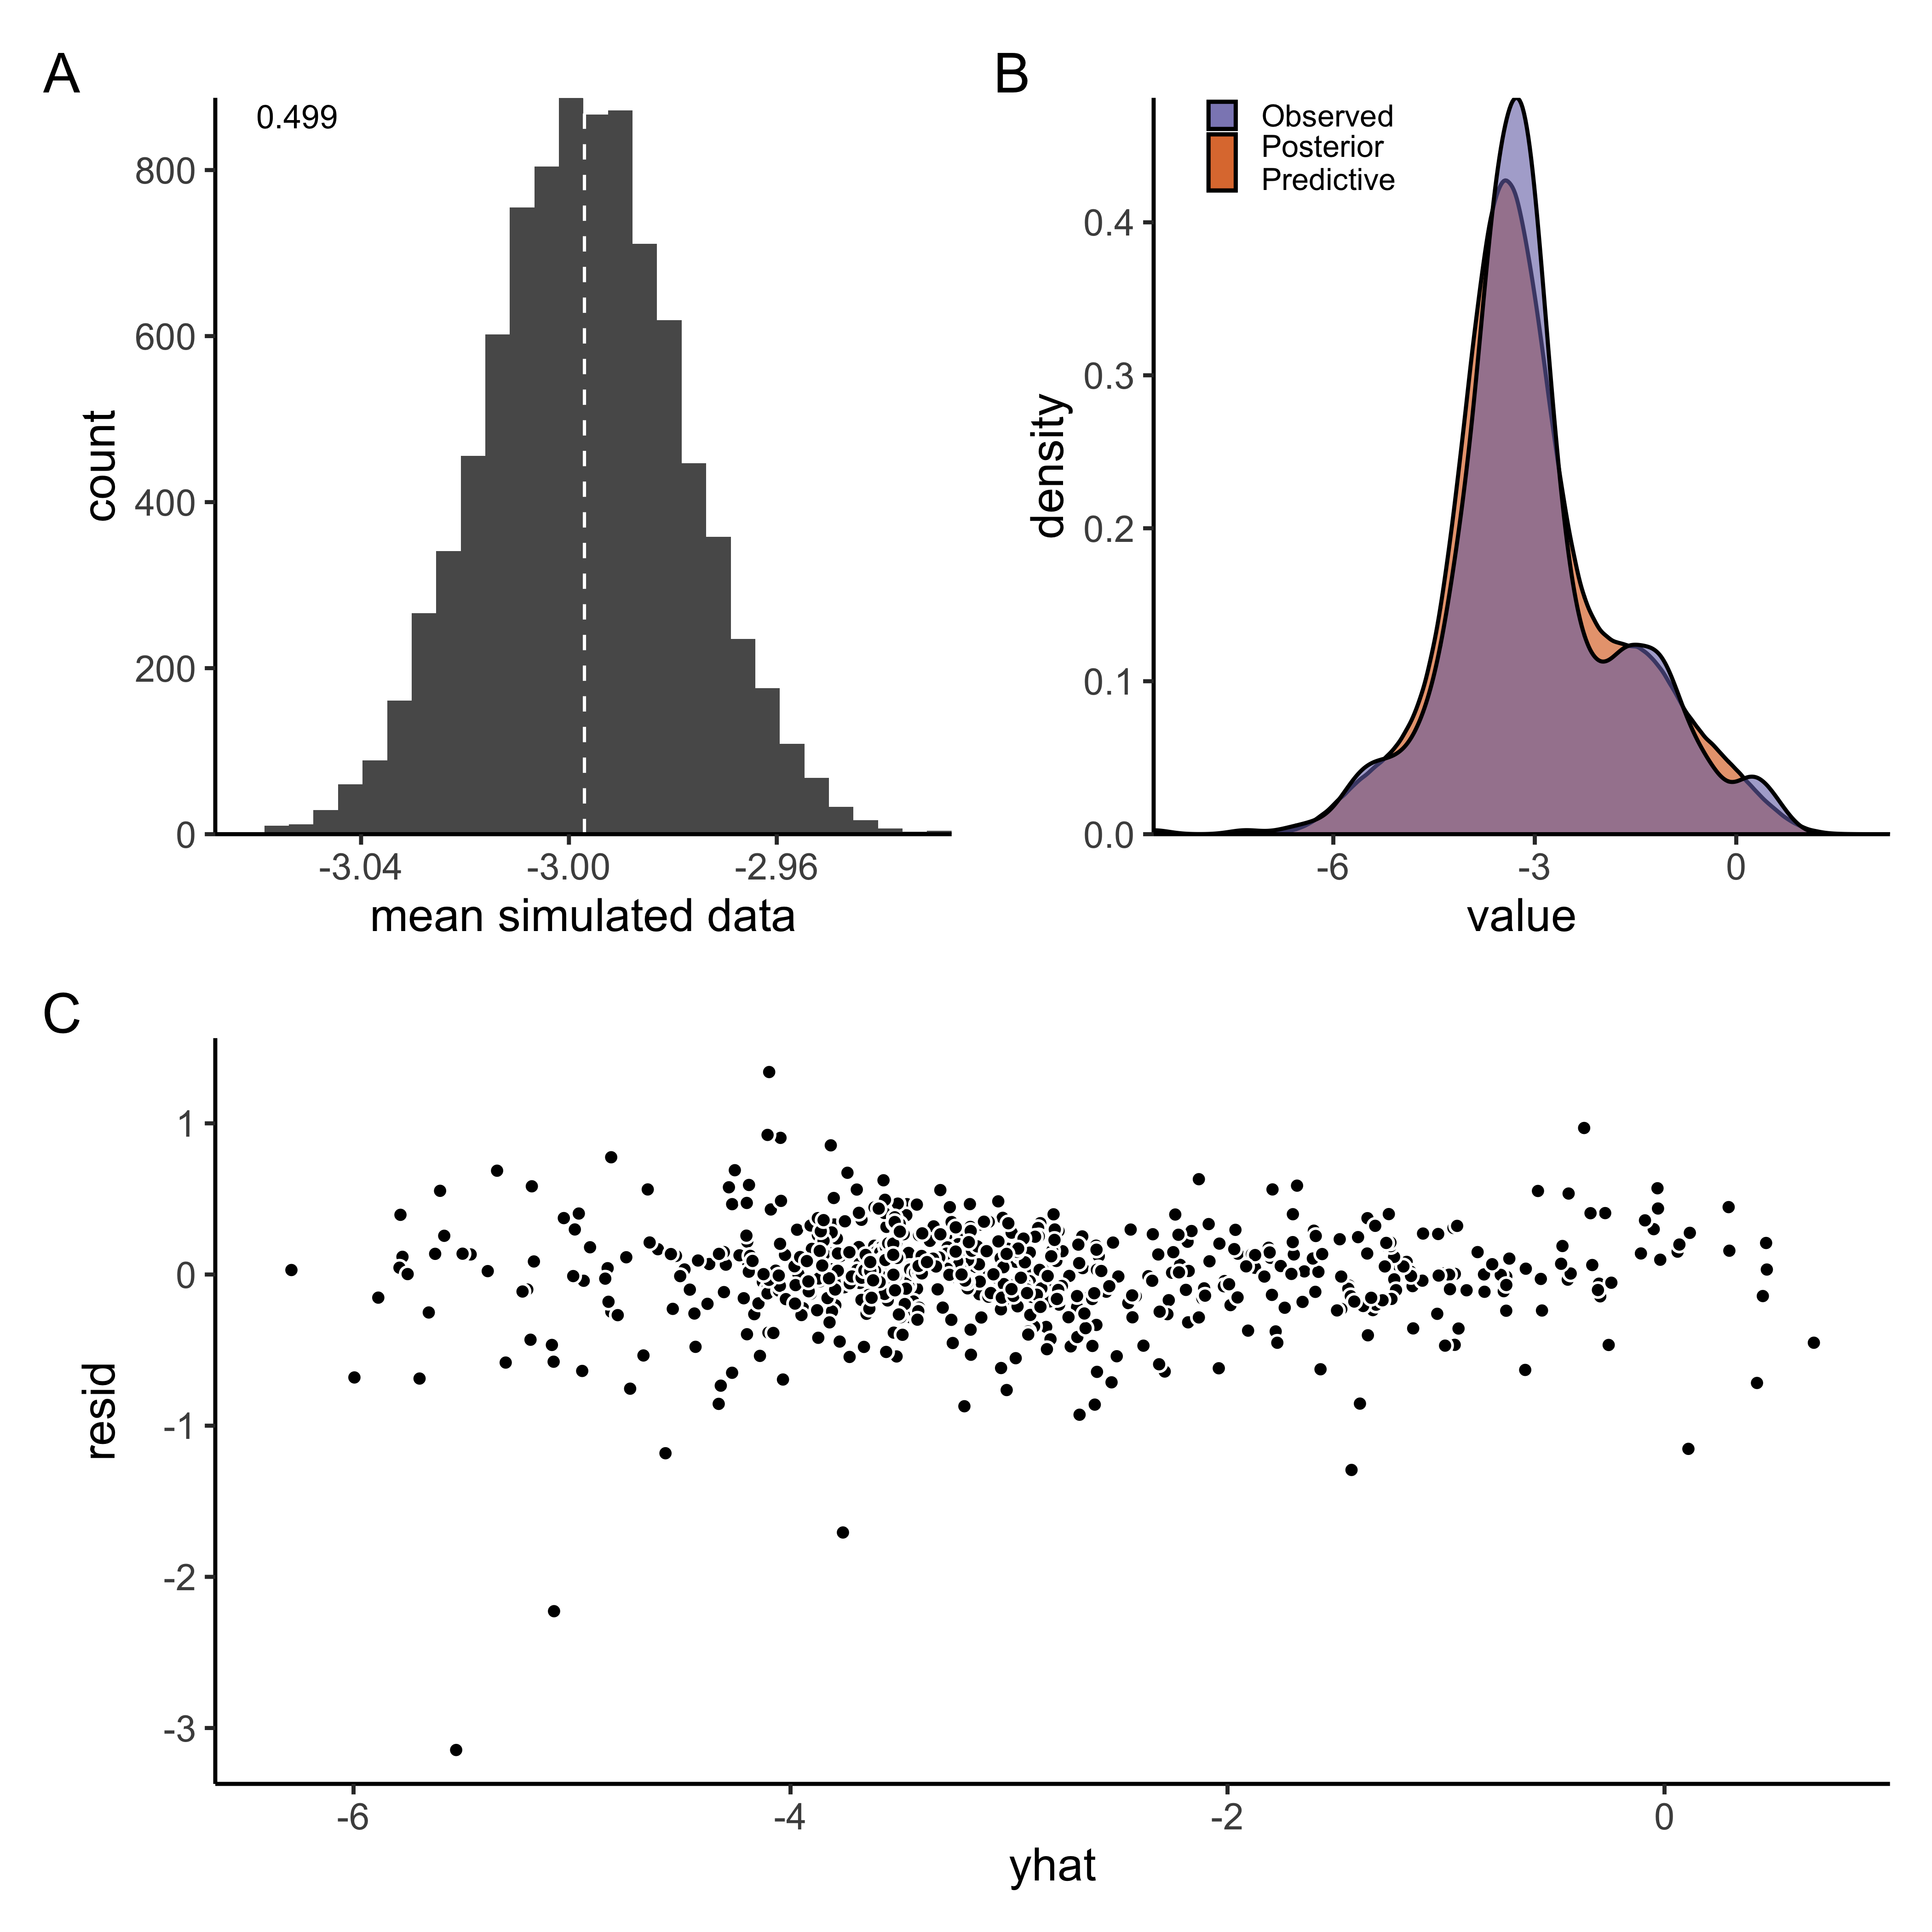 A
0.499
800
600
400
200
0
count
-3.04 -3.00 -2.96
mean simulated data
B
Observed
Posterior
Predictive
0.4
0.3
0.2
0.1
0.0
density
-6 -3 0
value
C
1
0
-1
-2
-3
resid
-6 -4 -2 0
yhat